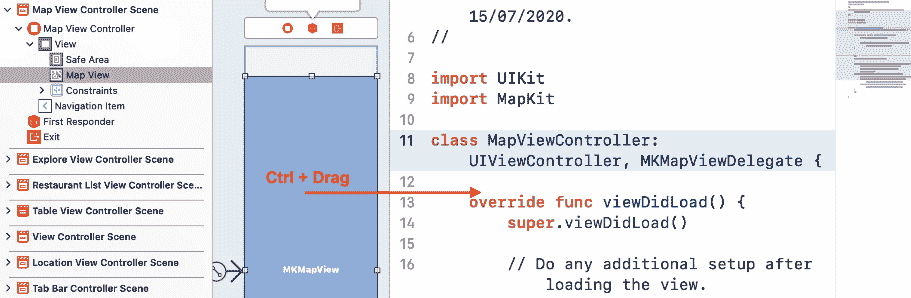 Map View Controller Scene
Map View Controller
View
Safe Area
Map View
Constraints
Navigation Item
First Responder
Exit
Explore View Controller Scene
Restaurant List View Controller Sce...
Table View Controller Scene
View Controller Scene
Location View Controller Scene
Tab Bar Controller Scene
Ctrl + Drag
MKMapView
15/07/2020.
6 //
7
8 import UIKit
9 import MapKit
10
11 class MapViewController:
UIViewController, MKMapViewDelegate {
12
13 override func viewDidLoad() {
14 super.viewDidLoad()
15
16 // Do any additional setup after
loading the view.